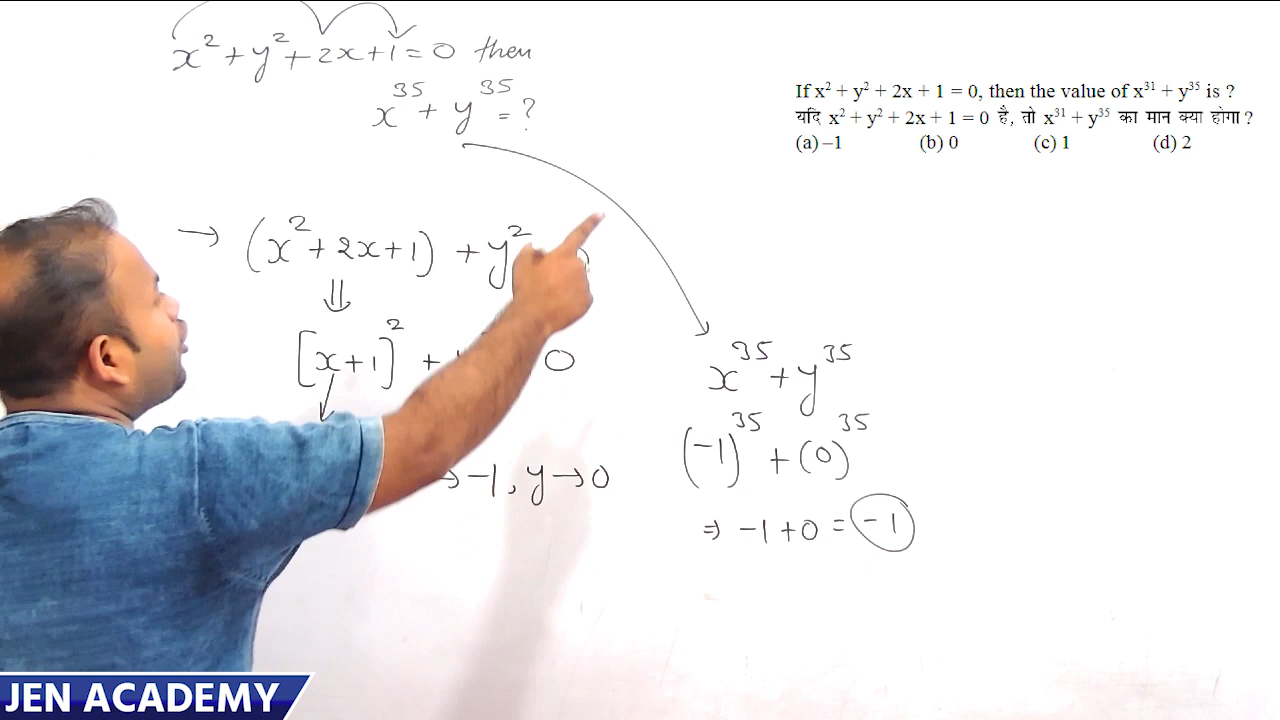 x² + y² + 2x + 1 = 0 then
x³⁵ + y³⁵ = ?
→ (x² + 2x + 1) + y²
⇓
[x + 1]² + 0
→ -1, y → 0
x³⁵ + y³⁵
(-1)³⁵ + (0)³⁵
⇒ -1 + 0 = -1
If x² + y² + 2x + 1 = 0, then the value of x³¹ + y³⁵ is ?
यदि x² + y² + 2x + 1 = 0 है, तो x³¹ + y³⁵ का मान क्या होगा ?
(a) –1 (b) 0 (c) 1 (d) 2
JEN ACADEMY